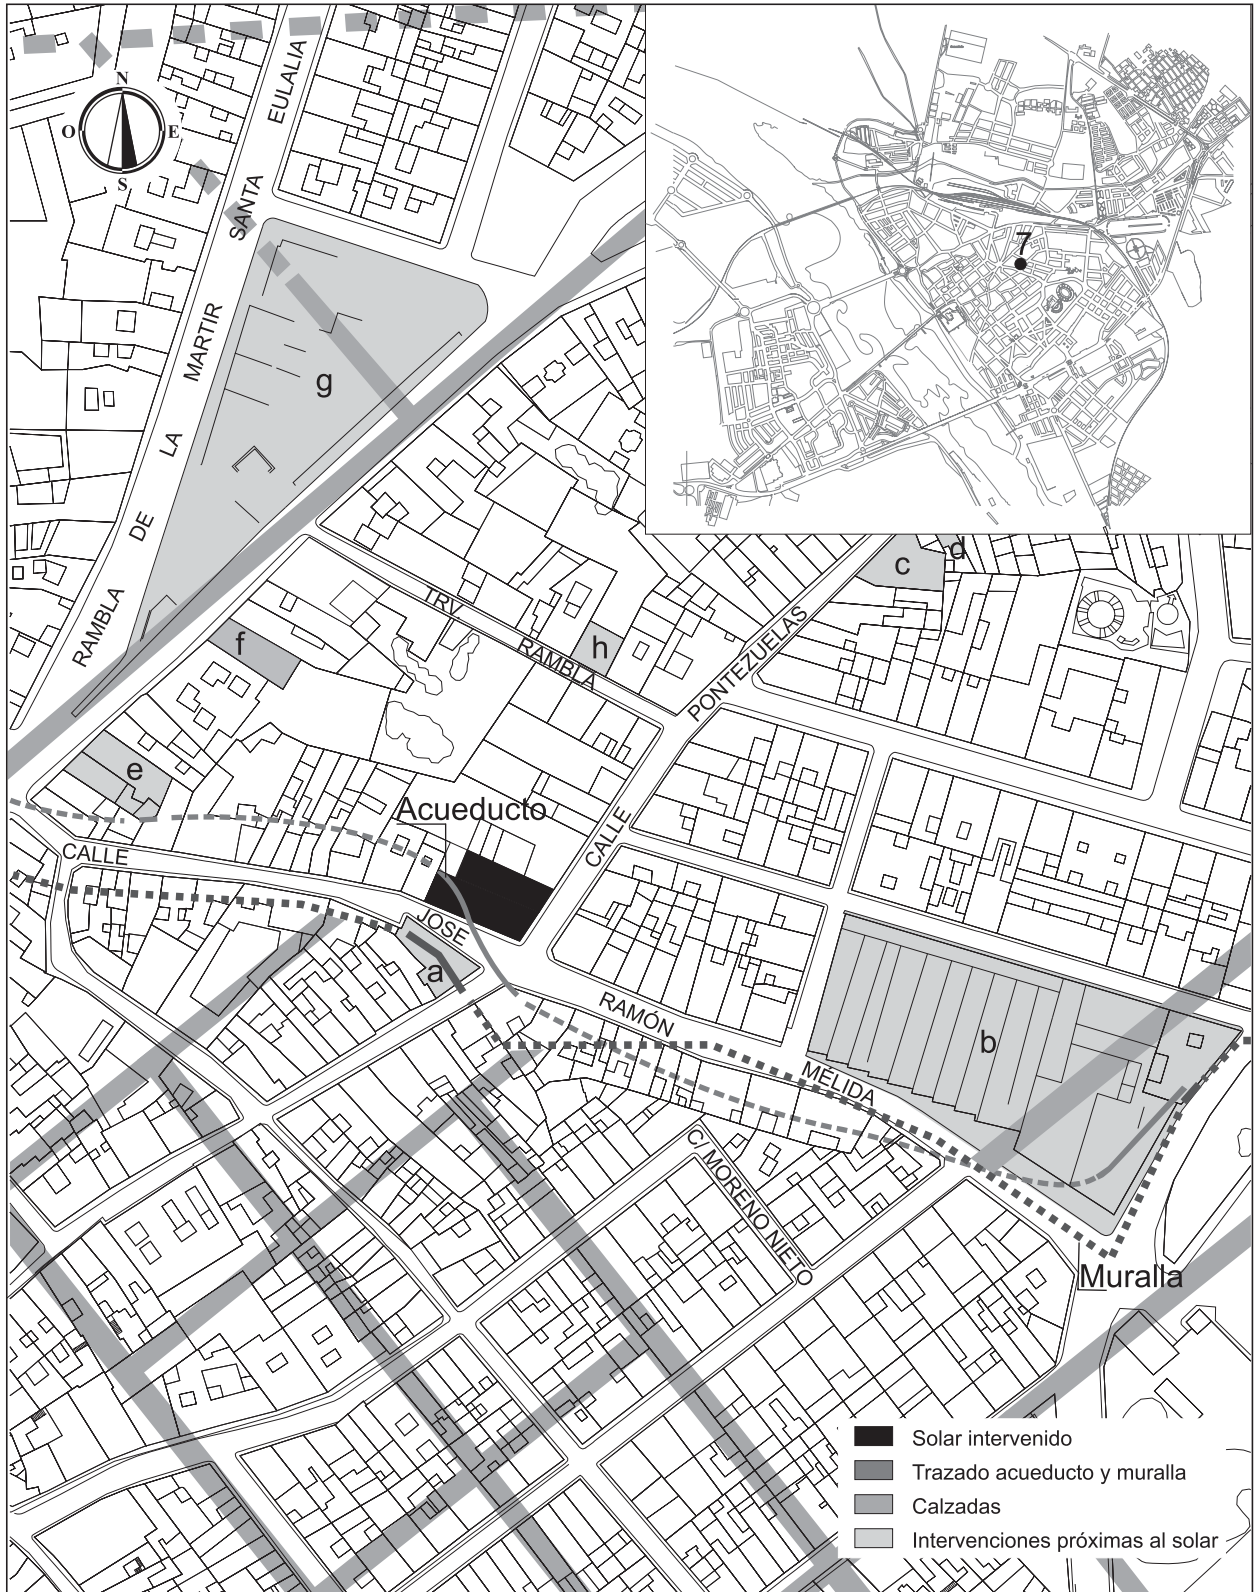 N
O
E
S
RAMBLA DE LA MARTIR SANTA EULALIA
7
g
c
d
f
h
TRV. RAMBLA
PONTEZUELAS
e
Acueducto
CALLE
CALLE
JOSÉ
a
RAMÓN
b
MÉLIDA
C/ MORENO NIETO
Muralla
Solar intervenido
Trazado acueducto y muralla
Calzadas
Intervenciones próximas al solar